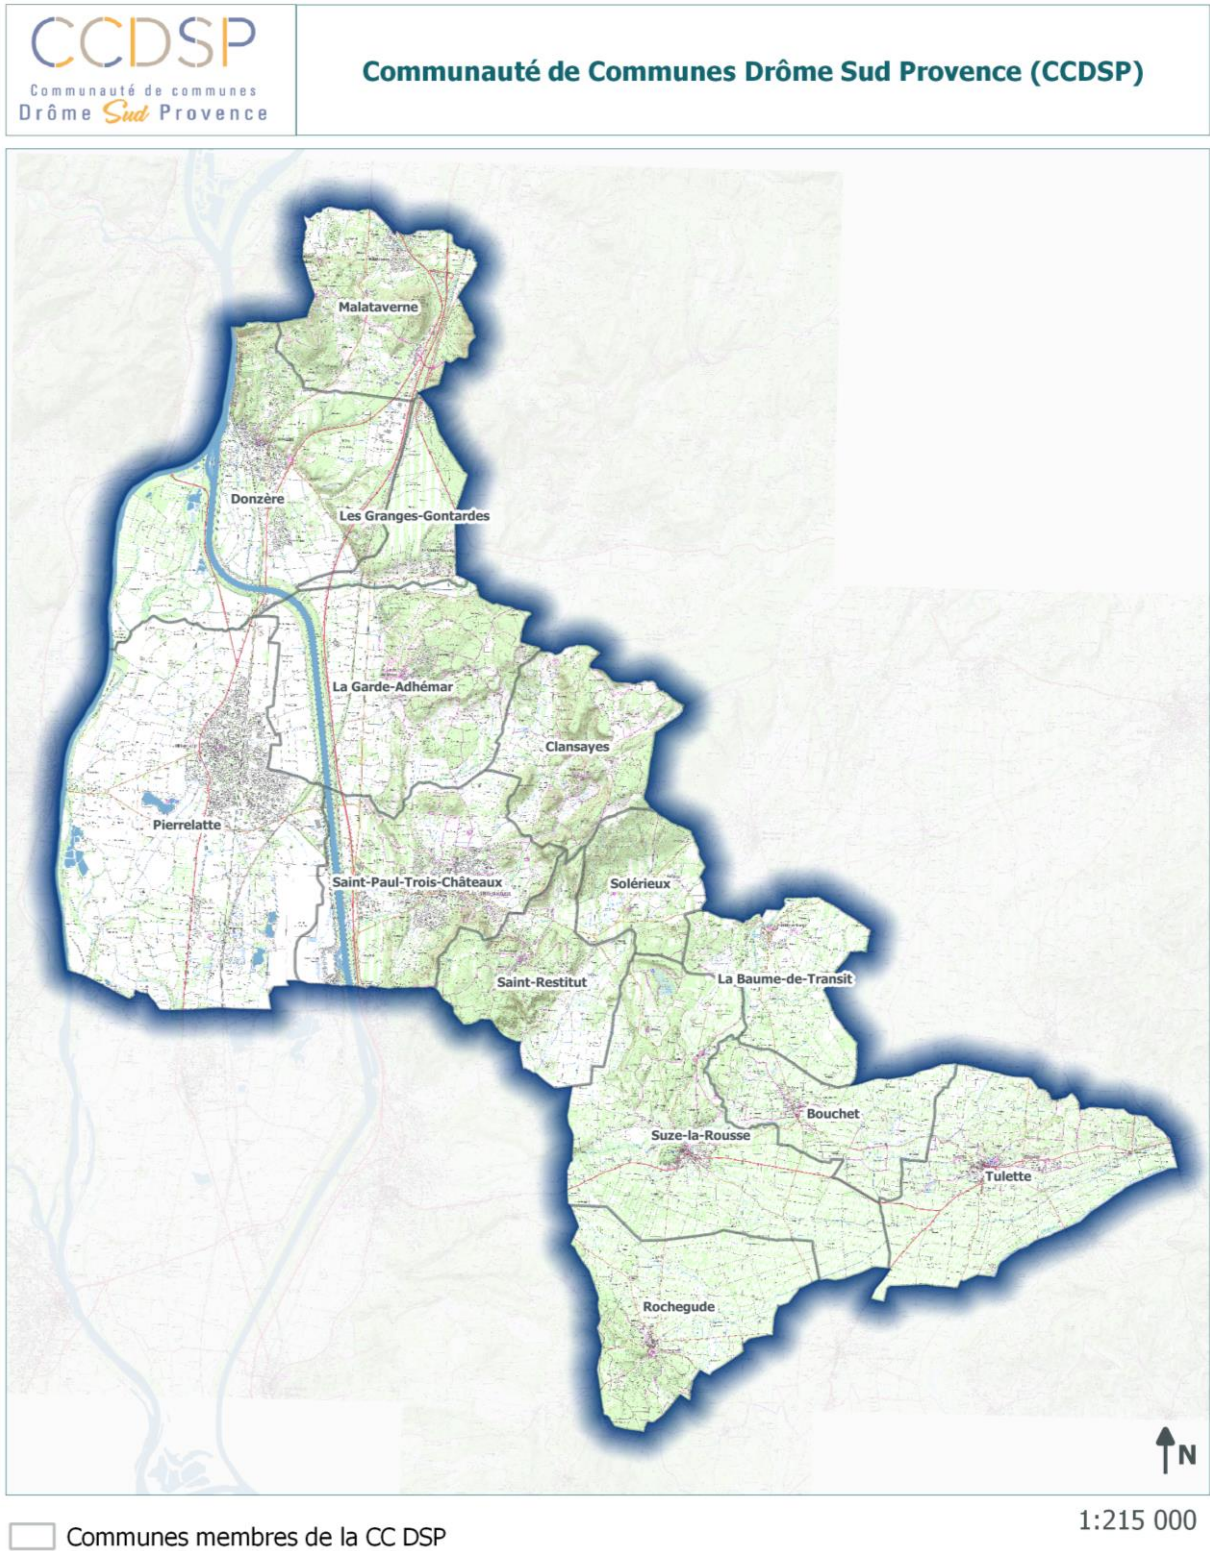 CCDSP
Communauté de communes
Drôme Sud Provence
Communauté de Communes Drôme Sud Provence (CCDSP)
Malataverne
Donzère
Les Granges-Gontardes
La Garde-Adhémar
Clansayes
Pierrelatte
Saint-Paul-Trois-Châteaux
Solérieux
Saint-Restitut
La Baume-de-Transit
Bouchet
Suze-la-Rousse
Tulette
Rochegude
N
1:215 000
Communes membres de la CC DSP